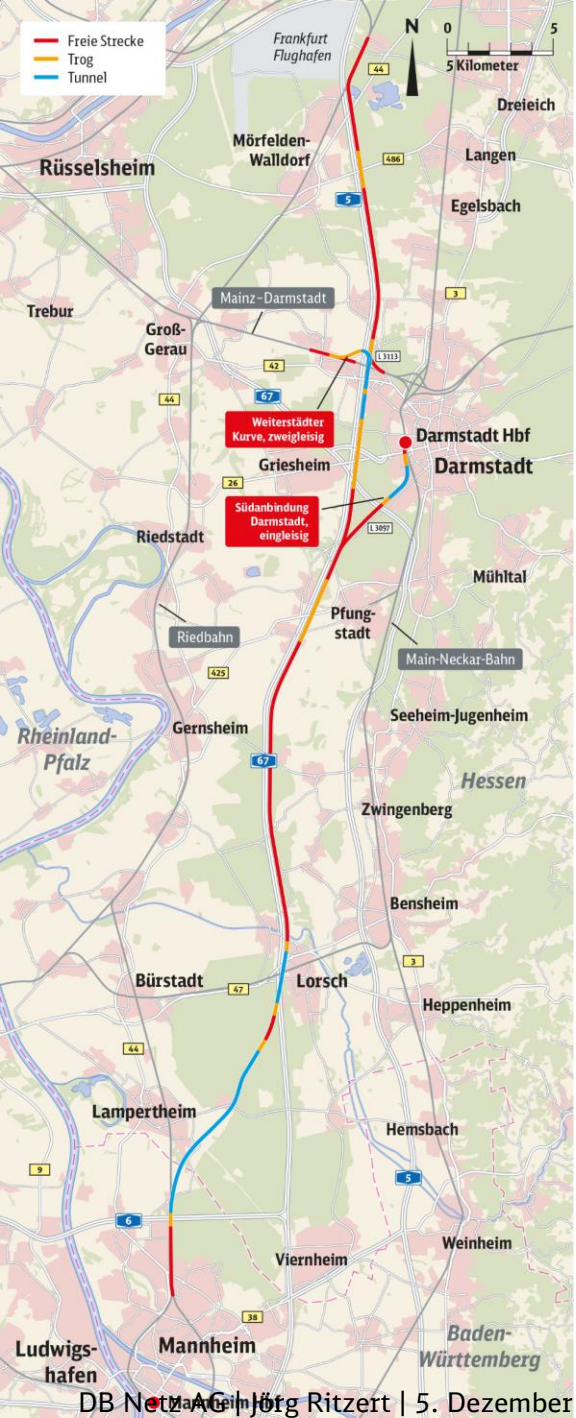 Freie Strecke
Trog
Tunnel
Frankfurt
Flughafen
N
0 5
5 Kilometer
44
Dreieich
Mörfelden-
Walldorf
486
Langen
Rüsselsheim
5
Egelsbach
Mainz–Darmstadt
3
Trebur
Groß-
Gerau
L 3113
42
67
44
Weiterstädter
Kurve, zweigleisig
Darmstadt Hbf
Griesheim
Darmstadt
26
Südanbindung
Darmstadt,
eingleisig
L 3097
Riedstadt
Mühltal
Pfung-
stadt
Riedbahn
Main-Neckar-Bahn
425
Seeheim-Jugenheim
Gernsheim
Rheinland-
Pfalz
67
Hessen
Zwingenberg
Bensheim
3
Bürstadt
47
Lorsch
Heppenheim
44
Lampertheim
Hemsbach
9
5
6
Weinheim
Viernheim
38
Baden-
Württemberg
Ludwigs-
hafen
Mannheim
Mannheim Hbf
DB Netz AG | Jörg Ritzert | 5. Dezember